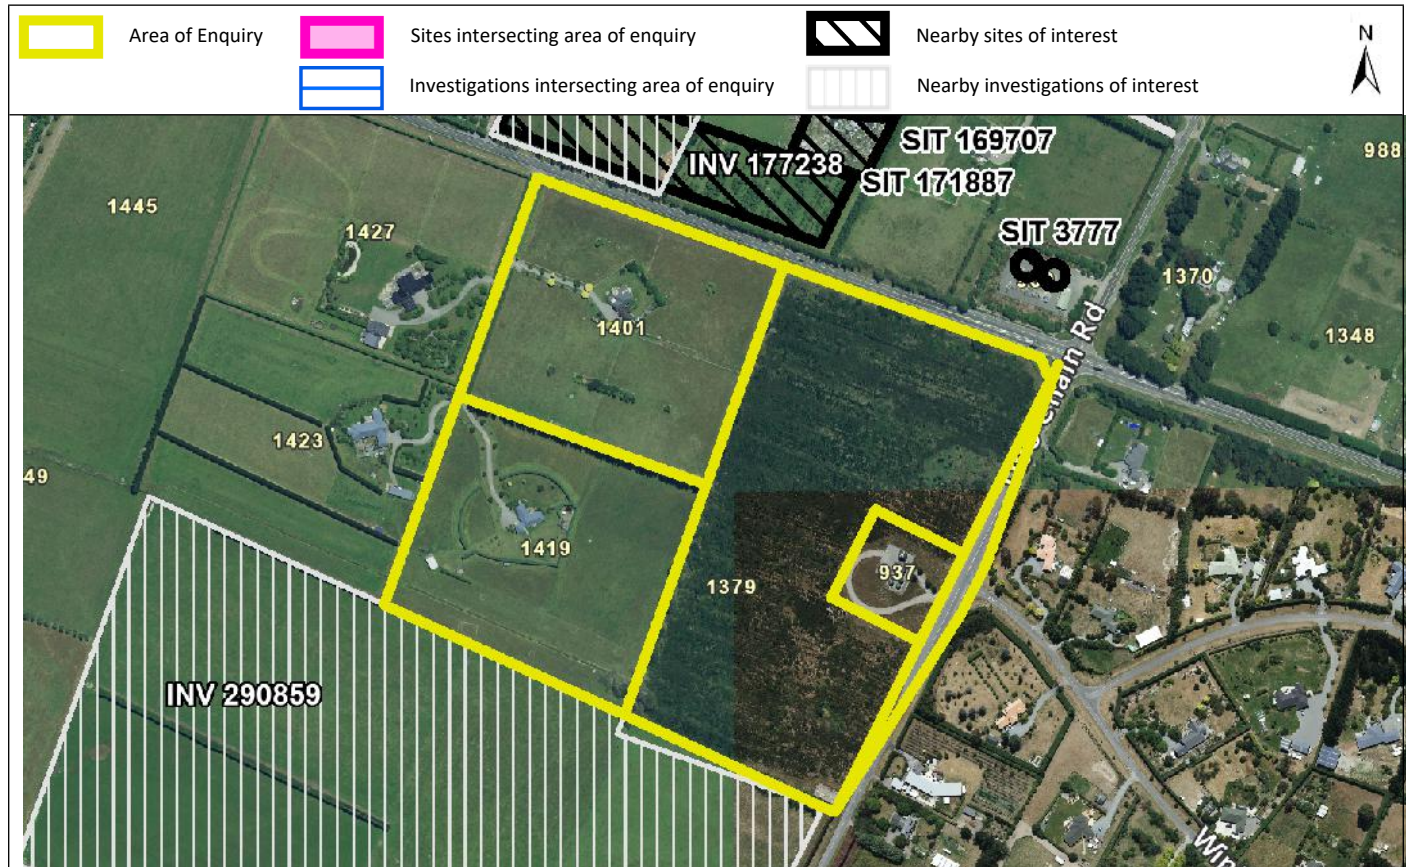 Area of Enquiry
Sites intersecting area of enquiry
Nearby sites of interest
N
Investigations intersecting area of enquiry
Nearby investigations of interest
SIT 169707
988
INV 177238
SIT 171887
1445
1427
SIT 3777
1370
1401
1348
Rd
1423
49
1419
937
1379
INV 290859